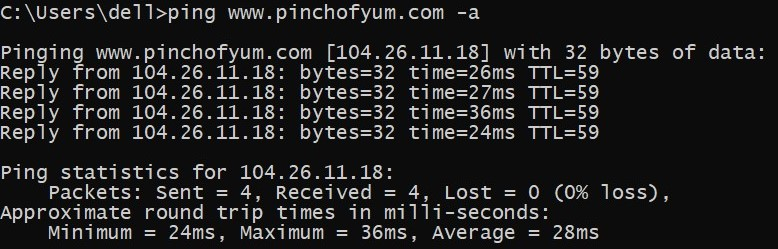 C:\Users\dell>ping www.pinchofyum.com -a
Pinging www.pinchofyum.com [104.26.11.18] with 32 bytes of data:
Reply from 104.26.11.18: bytes=32 time=26ms TTL=59
Reply from 104.26.11.18: bytes=32 time=27ms TTL=59
Reply from 104.26.11.18: bytes=32 time=36ms TTL=59
Reply from 104.26.11.18: bytes=32 time=24ms TTL=59
Ping statistics for 104.26.11.18:
    Packets: Sent = 4, Received = 4, Lost = 0 (0% loss),
Approximate round trip times in milli-seconds:
    Minimum = 24ms, Maximum = 36ms, Average = 28ms